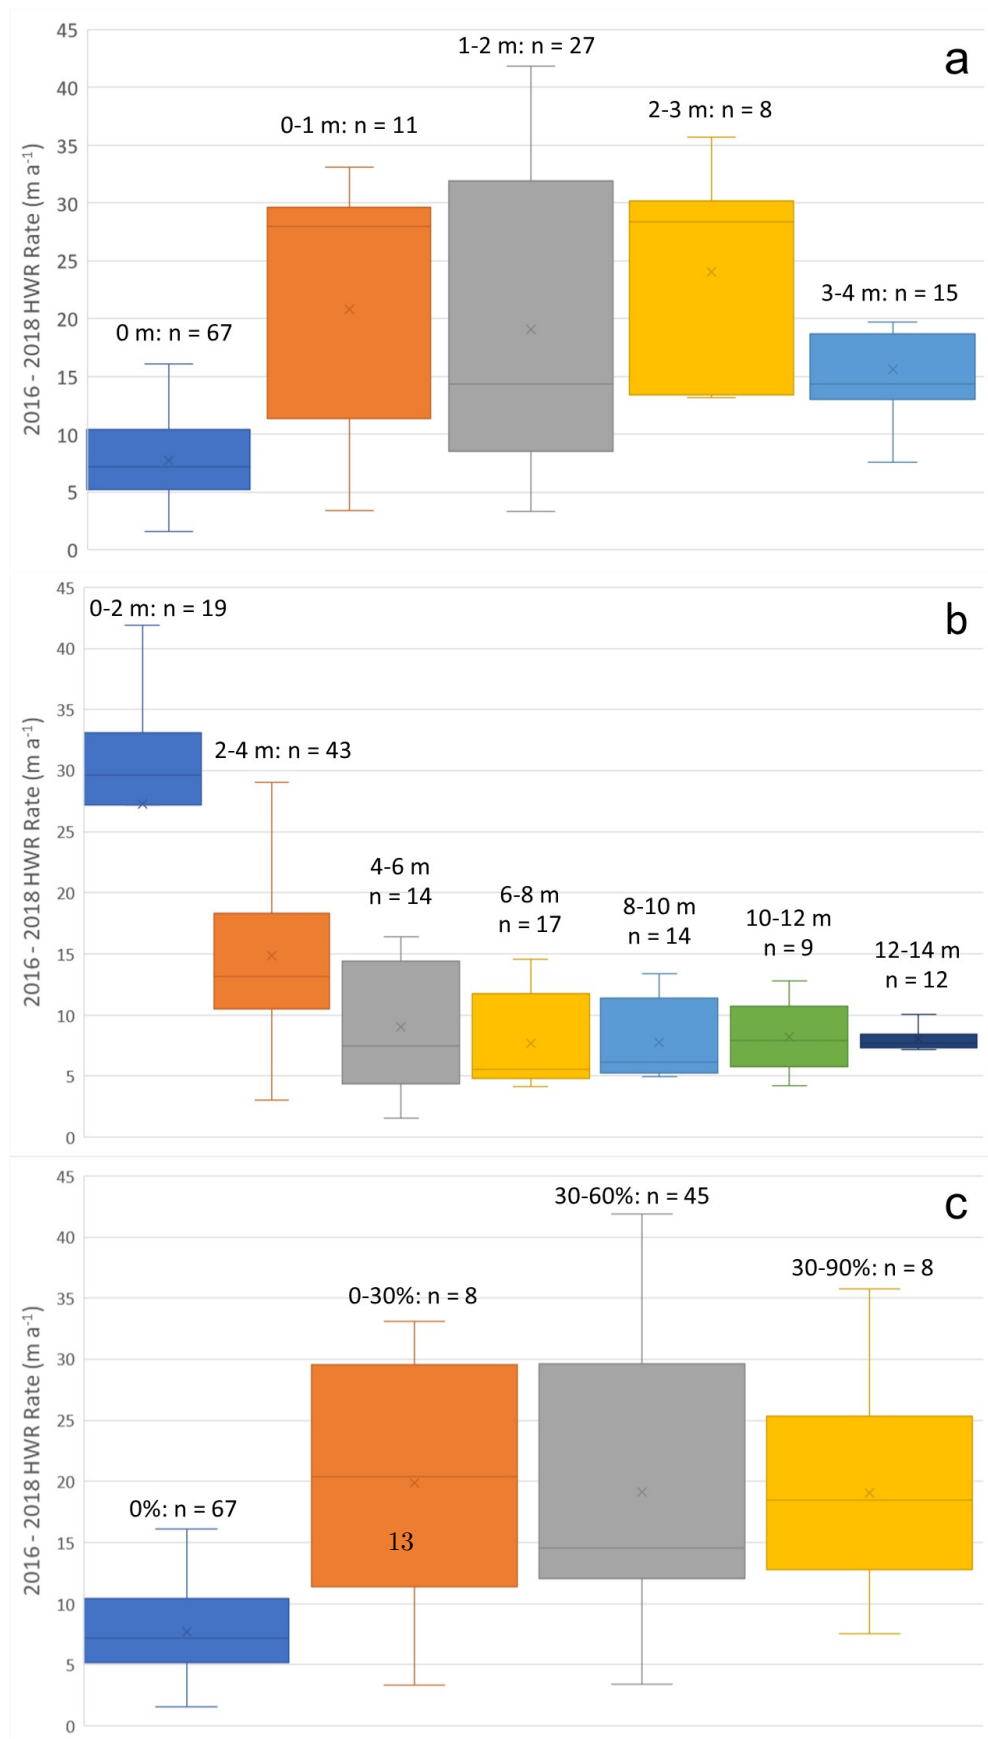 a
2016 - 2018 HWR Rate (m a⁻¹)
45
40
35
30
25
20
15
10
5
0
0 m: n = 67
0-1 m: n = 11
1-2 m: n = 27
2-3 m: n = 8
3-4 m: n = 15
b
2016 - 2018 HWR Rate (m a⁻¹)
45
40
35
30
25
20
15
10
5
0
0-2 m: n = 19
2-4 m: n = 43
4-6 m
n = 14
6-8 m
n = 17
8-10 m
n = 14
10-12 m
n = 9
12-14 m
n = 12
c
2016 - 2018 HWR Rate (m a⁻¹)
45
40
35
30
25
20
15
10
5
0
0%: n = 67
0-30%: n = 8
30-60%: n = 45
30-90%: n = 8
13